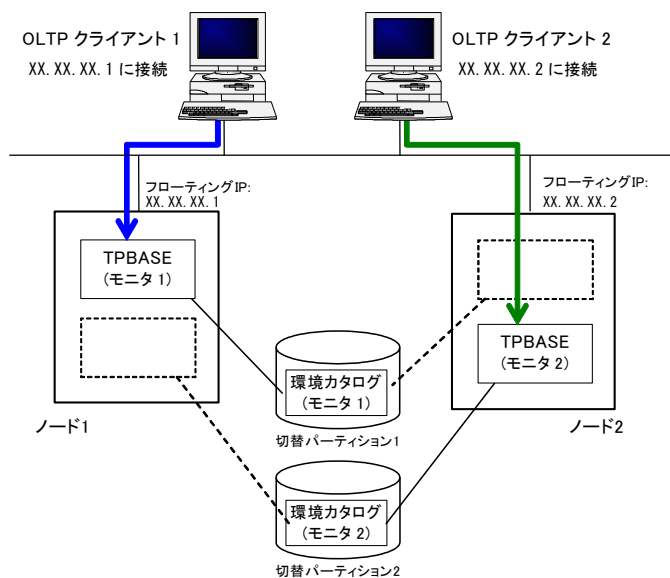 OLTP クライアント 1
XX. XX. XX. 1 に接続
OLTP クライアント 2
XX. XX. XX. 2 に接続
フローティングIP:
XX. XX. XX. 1
フローティングIP:
XX. XX. XX. 2
TPBASE
(モニタ 1)
TPBASE
(モニタ 2)
環境カタログ
(モニタ 1)
切替パーティション1
ノード1
ノード2
環境カタログ
(モニタ 2)
切替パーティション2